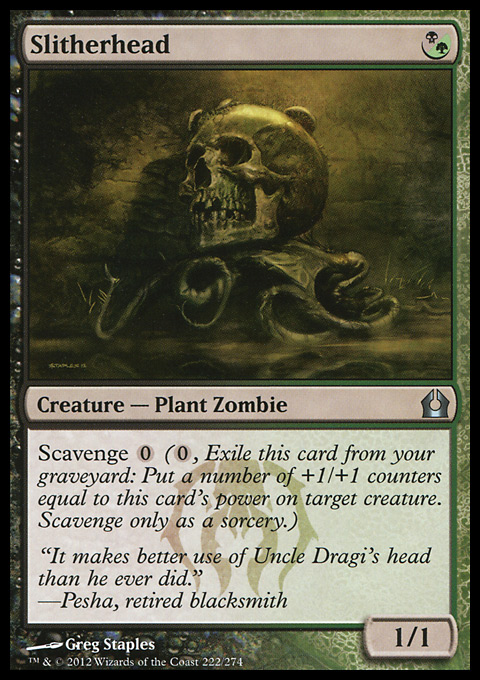 Slitherhead
STAPLES 12
Creature — Plant Zombie
Scavenge 0 (0, Exile this card from your
graveyard: Put a number of +1/+1 counters
equal to this card's power on target creature.
Scavenge only as a sorcery.)
“It makes better use of Uncle Dragi's head
than he ever did.”
—Pesha, retired blacksmith
1/1
Greg Staples
™ & © 2012 Wizards of the Coast 222/274